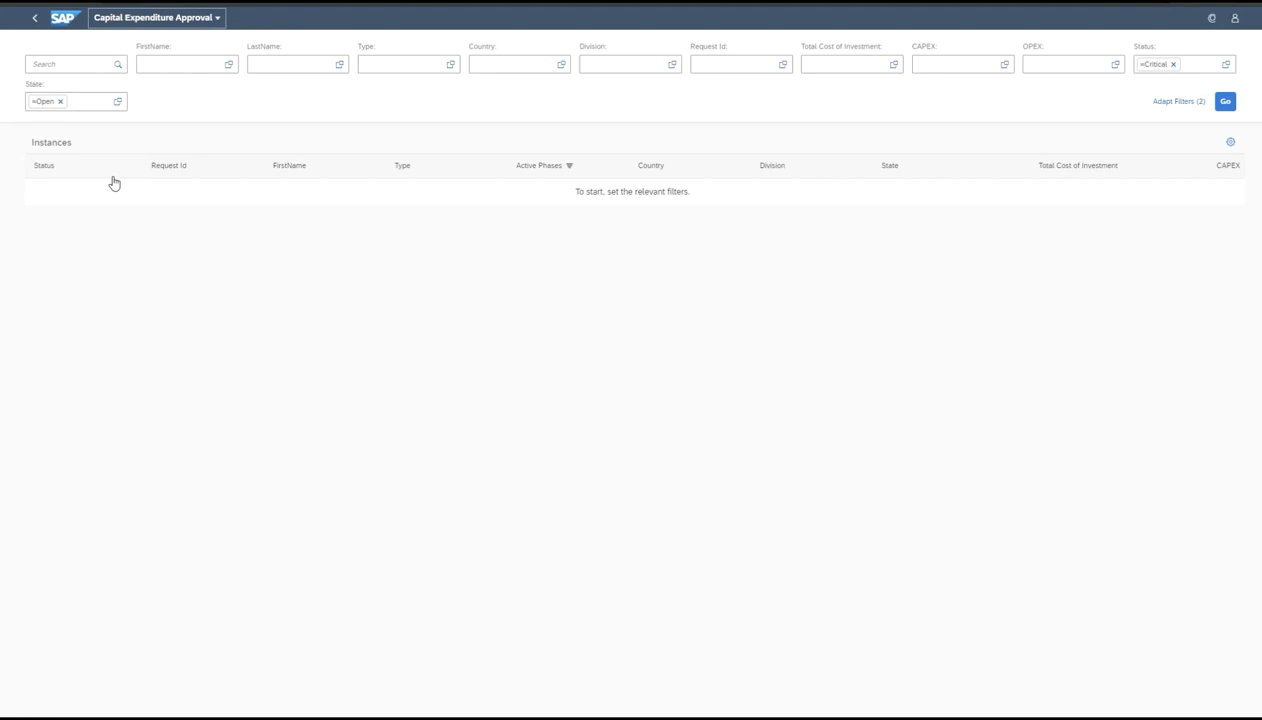 SAP Capital Expenditure Approval
FirstName: LastName: Type: Country: Division: Request Id: Total Cost of Investment: CAPEX: OPEX: Status:
Search =Critical
State:
=Open Adapt Filters (2) Go
Instances
Status Request Id FirstName Type Active Phases Country Division State Total Cost of Investment CAPEX
To start, set the relevant filters.